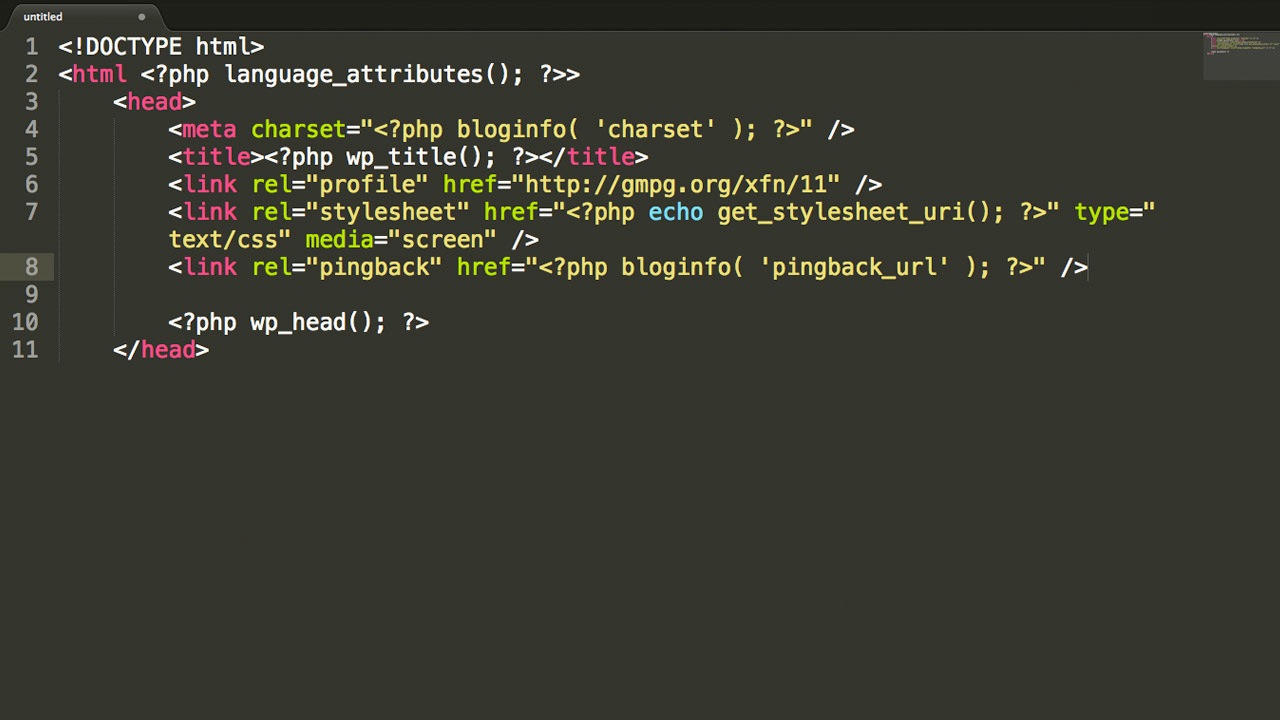 untitled
1 <!DOCTYPE html>
2 <html <?php language_attributes(); ?>>
3 <head>
4 <meta charset="<?php bloginfo( 'charset' ); ?>" />
5 <title><?php wp_title(); ?></title>
6 <link rel="profile" href="http://gmpg.org/xfn/11" />
7 <link rel="stylesheet" href="<?php echo get_stylesheet_uri(); ?>" type="
text/css" media="screen" />
8 <link rel="pingback" href="<?php bloginfo( 'pingback_url' ); ?>" />
9
10 <?php wp_head(); ?>
11 </head>